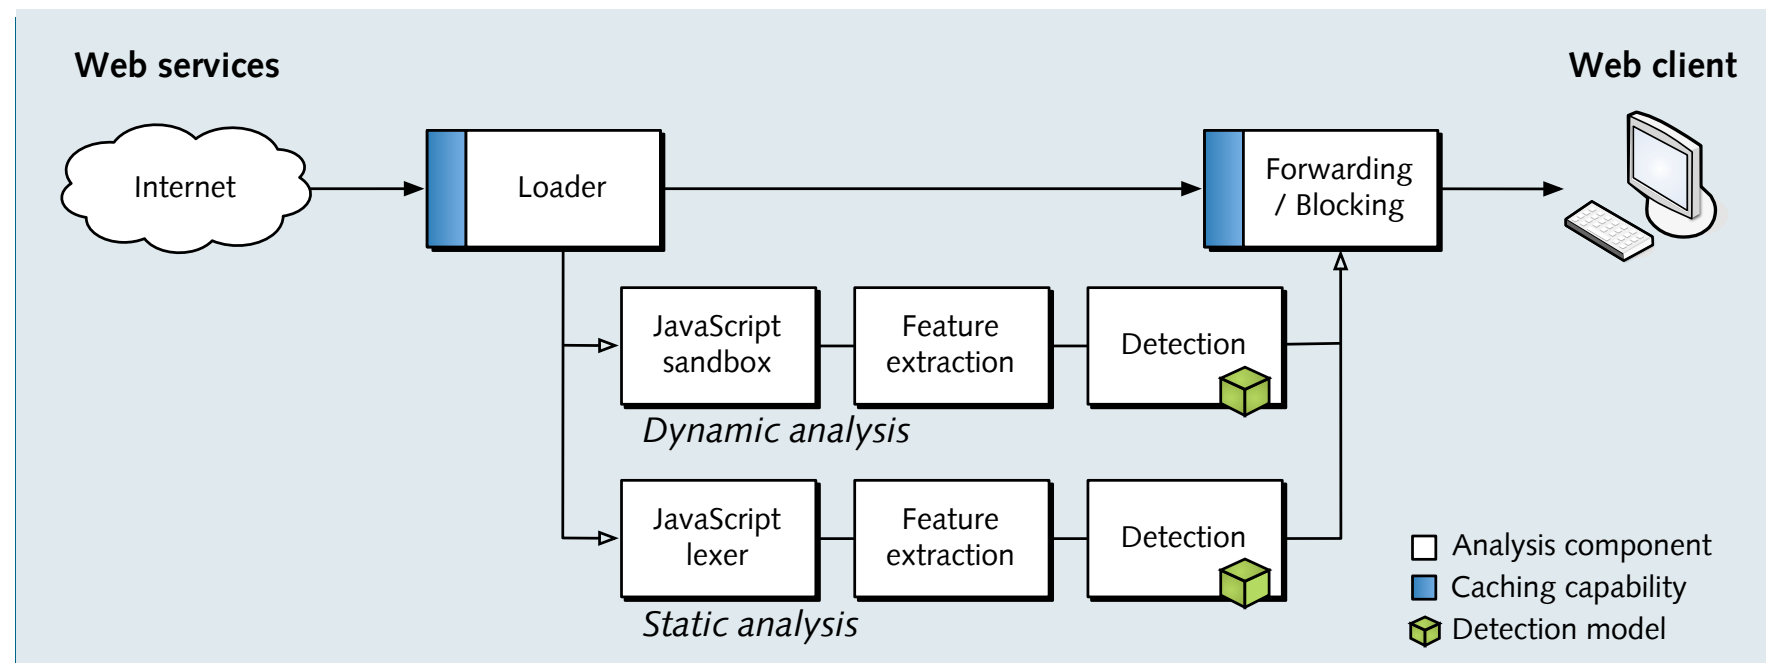 Web services
Web client
Internet
Loader
Forwarding
/ Blocking
JavaScript
sandbox
Feature
extraction
Detection
Dynamic analysis
JavaScript
lexer
Feature
extraction
Detection
Static analysis
Analysis component
Caching capability
Detection model